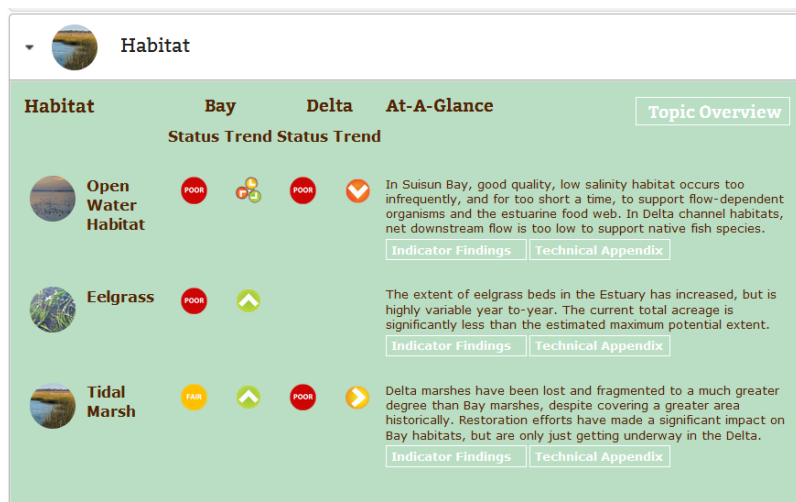 Habitat
Habitat Bay Delta At-A-Glance Topic Overview
Status Trend Status Trend
Open
Water
Habitat
POOR
POOR
In Suisun Bay, good quality, low salinity habitat occurs too
infrequently, and for too short a time, to support flow-dependent
organisms and the estuarine food web. In Delta channel habitats,
net downstream flow is too low to support native fish species.
Indicator Findings Technical Appendix
Eelgrass
POOR
The extent of eelgrass beds in the Estuary has increased, but is
highly variable year to-year. The current total acreage is
significantly less than the estimated maximum potential extent.
Indicator Findings Technical Appendix
Tidal
Marsh
FAIR
POOR
Delta marshes have been lost and fragmented to a much greater
degree than Bay marshes, despite covering a greater area
historically. Restoration efforts have made a significant impact on
Bay habitats, but are only just getting underway in the Delta.
Indicator Findings Technical Appendix